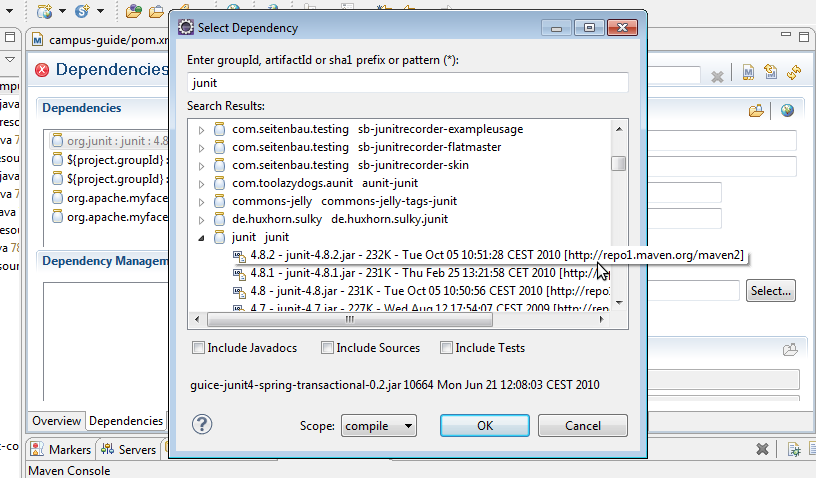 campus-guide/pom.xm
Select Dependency
Dependencies
Enter groupId, artifactId or sha1 prefix or pattern (*):
junit
Search Results:
Dependencies
org.junit : junit : 4.8
${project.groupId} :
${project.groupId} :
org.apache.myface
org.apache.myface
Dependency Managem
com.seitenbau.testing sb-junitrecorder-exampleusage
com.seitenbau.testing sb-junitrecorder-flatmaster
com.seitenbau.testing sb-junitrecorder-skin
com.toolazydogs.aunit aunit-junit
commons-jelly commons-jelly-tags-junit
de.huxhorn.sulky de.huxhorn.sulky.junit
junit junit
4.8.2 - junit-4.8.2.jar - 232K - Tue Oct 05 10:51:28 CEST 2010 [http://repo1.maven.org/maven2]
4.8.1 - junit-4.8.1.jar - 231K - Thu Feb 25 13:21:58 CET 2010 [http://
4.8 - junit-4.8.jar - 231K - Tue Oct 05 10:50:56 CEST 2010 [http://repo
4.7 - junit-4.7.jar - 227K - Wed Aug 12 17:54:07 CEST 2009 [http://rep
Select...
Include Javadocs Include Sources Include Tests
guice-junit4-spring-transactional-0.2.jar 10664 Mon Jun 21 12:08:03 CEST 2010
Scope: compile OK Cancel
Overview Dependencies
Markers Servers
Maven Console